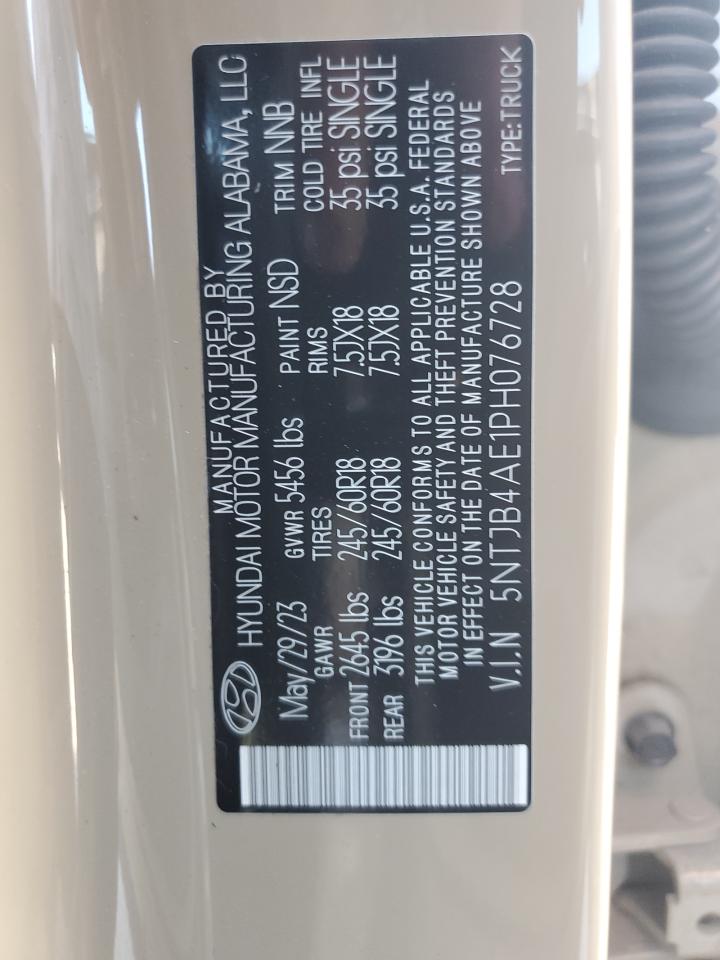 MANUFACTURED BY
HYUNDAI MOTOR MANUFACTURING ALABAMA, LLC
May/29/23 GVWR 5456 lbs PAINT NSD TRIM NNB
GAWR TIRES RIMS COLD TIRE INFL
FRONT 2645 lbs 245/60R18 7.5JX18 35 psi SINGLE
REAR 3196 lbs 245/60R18 7.5JX18 35 psi SINGLE
THIS VEHICLE CONFORMS TO ALL APPLICABLE U.S.A. FEDERAL
MOTOR VEHICLE SAFETY AND THEFT PREVENTION STANDARDS
IN EFFECT ON THE DATE OF MANUFACTURE SHOWN ABOVE
V.I.N 5NTJB4AE1PH076728 TYPE:TRUCK